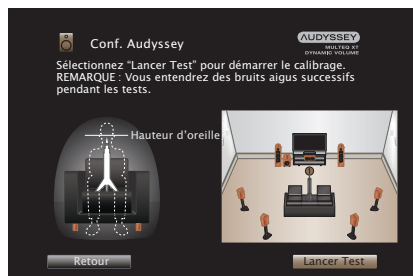 Conf. Audyssey
AUDYSSEY
MULTEQ XT
DYNAMIC VOLUME
Sélectionnez “Lancer Test” pour démarrer le calibrage.
REMARQUE : Vous entendrez des bruits aigus successifs
pendant les tests.
Hauteur d’oreille
Retour
Lancer Test